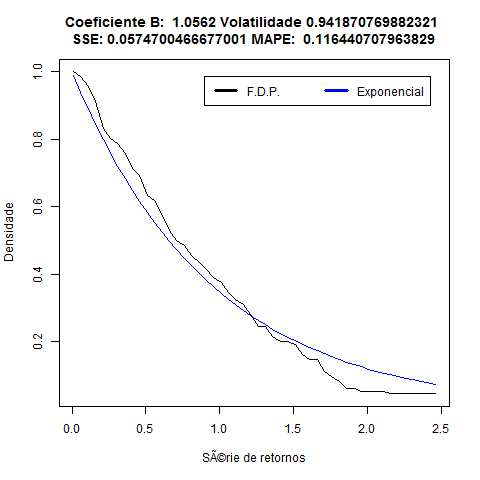 Coeficiente B:  1.0562 Volatilidade 0.941870769882321
SSE: 0.0574700466677001 MAPE:  0.116440707963829
F.D.P.
Exponencial
Densidade
1.0
0.8
0.6
0.4
0.2
0.0
0.5
1.0
1.5
2.0
2.5
SÃ©rie de retornos